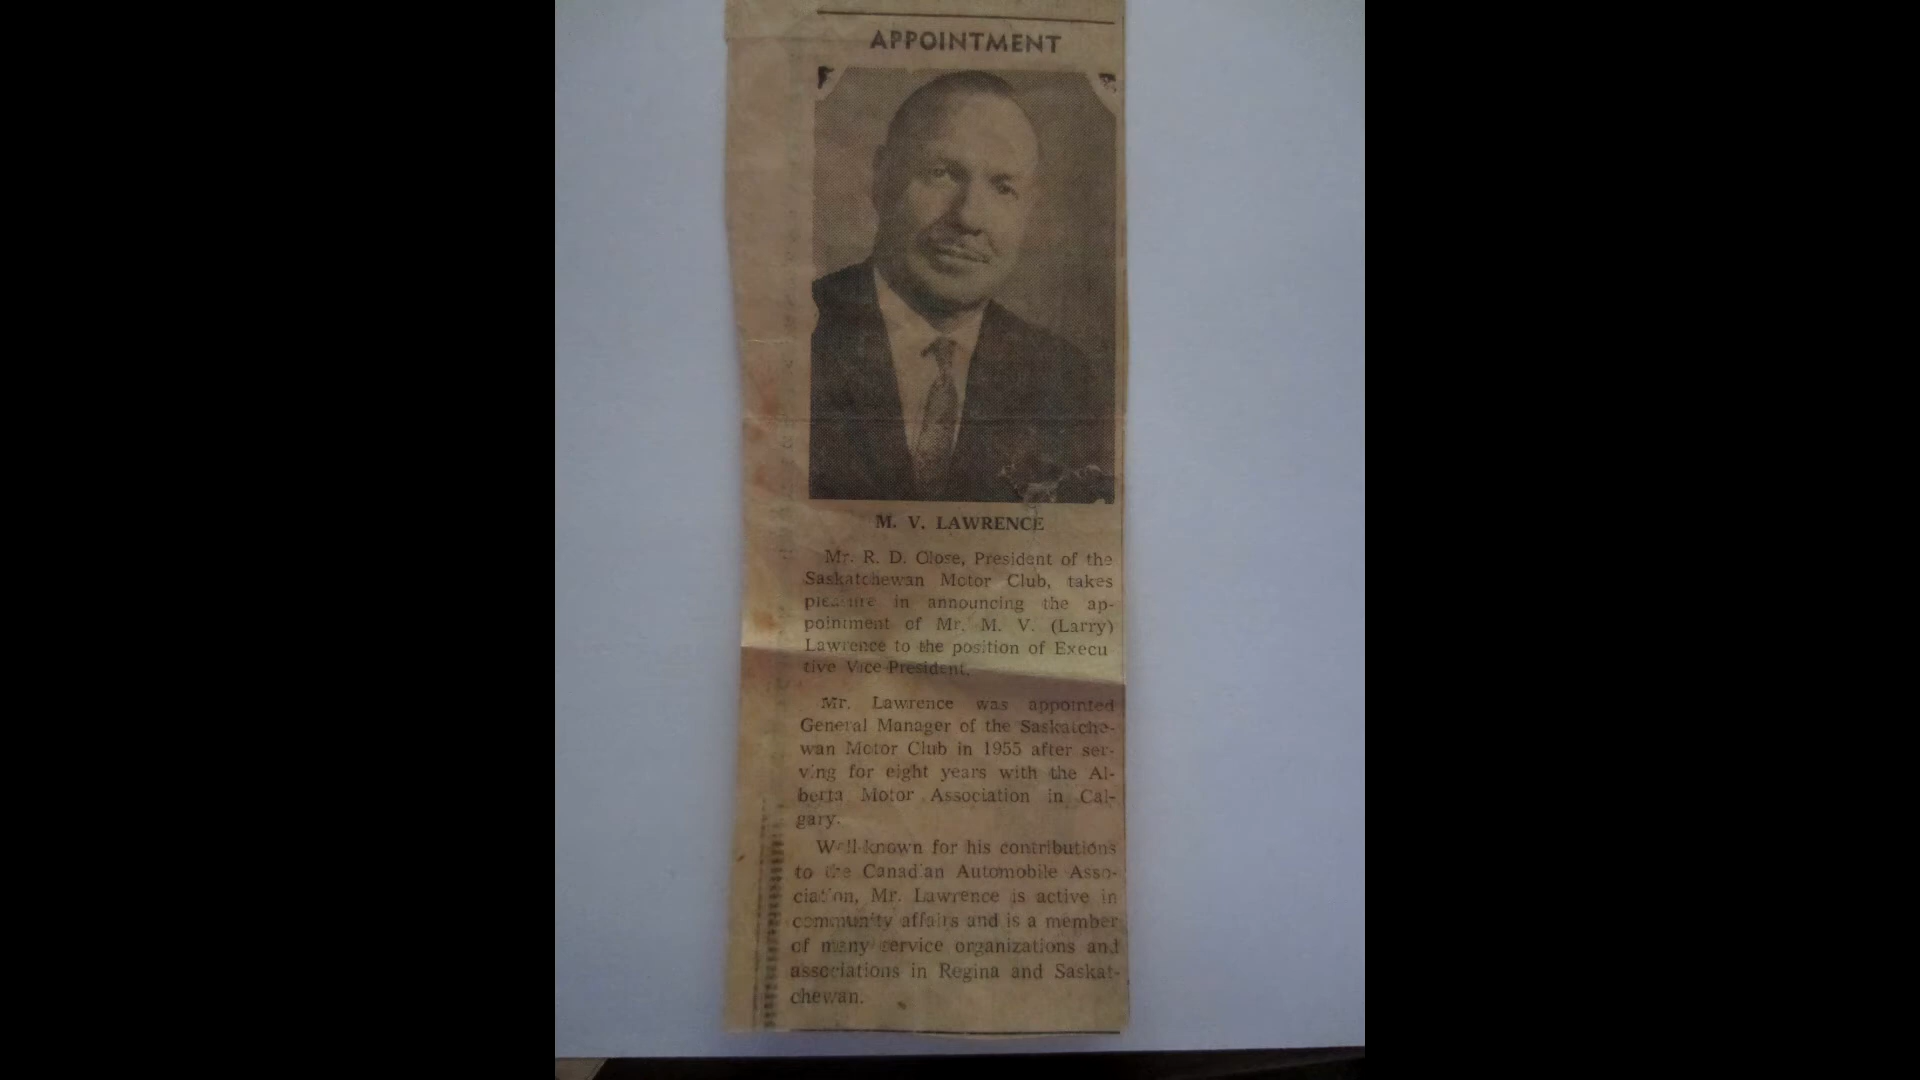 APPOINTMENT
M. V. LAWRENCE
Mr. R. D. Close, President of the
Saskatchewan Motor Club, takes
pleasure in announcing the ap-
pointment of Mr. M. V. (Larry)
Lawrence to the position of Execu
tive Vice-President.
Mr. Lawrence was appointed
General Manager of the Saskatche-
wan Motor Club in 1955 after ser-
ving for eight years with the Al-
berta Motor Association in Cal-
gary.
Well-known for his contributions
to the Canadian Automobile Asso-
ciation, Mr. Lawrence is active in
community affairs and is a member
of many service organizations and
associations in Regina and Saskat-
chewan.